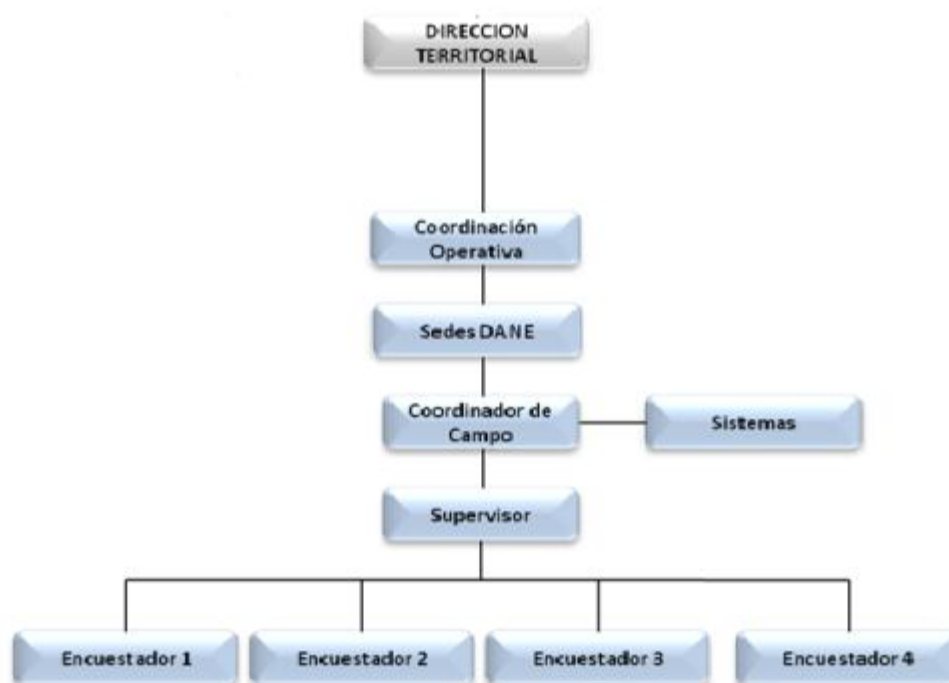 DIRECCION
TERRITORIAL
Coordinación
Operativa
Sedes DANE
Coordinador de
Campo
Sistemas
Supervisor
Encuestador 1
Encuestador 2
Encuestador 3
Encuestador 4